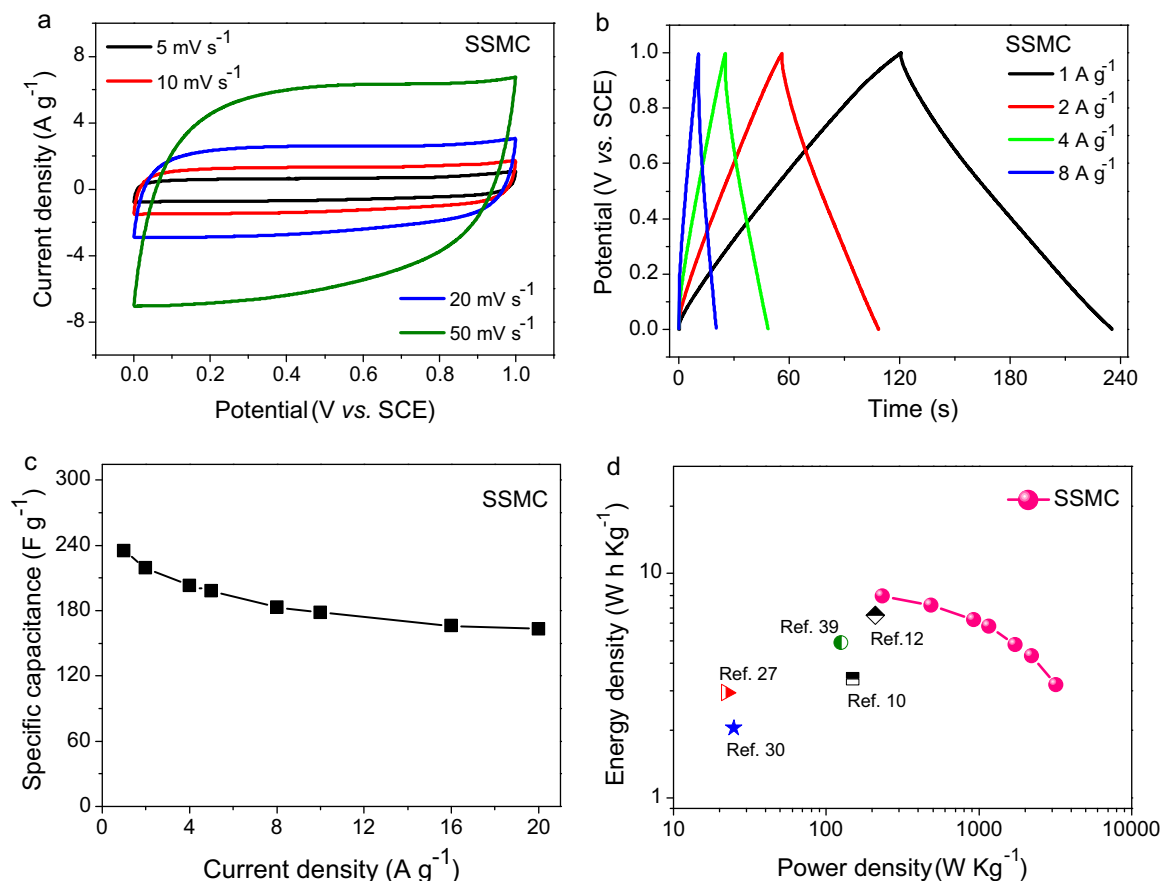 a
SSMC
5 mV s⁻¹
10 mV s⁻¹
20 mV s⁻¹
50 mV s⁻¹
8
4
0
-4
-8
0.0 0.2 0.4 0.6 0.8 1.0
Current density (A g⁻¹)
Potential (V vs. SCE)
b
SSMC
1 A g⁻¹
2 A g⁻¹
4 A g⁻¹
8 A g⁻¹
1.0
0.8
0.6
0.4
0.2
0.0
0 60 120 180 240
Potential (V vs. SCE)
Time (s)
c
SSMC
300
240
180
120
60
0
0 4 8 12 16 20
Specific capacitance (F g⁻¹)
Current density (A g⁻¹)
d
SSMC
Ref. 39
Ref.12
Ref. 27
Ref. 10
Ref. 30
10
1
10 100 1000 10000
Energy density (W h Kg⁻¹)
Power density (W Kg⁻¹)